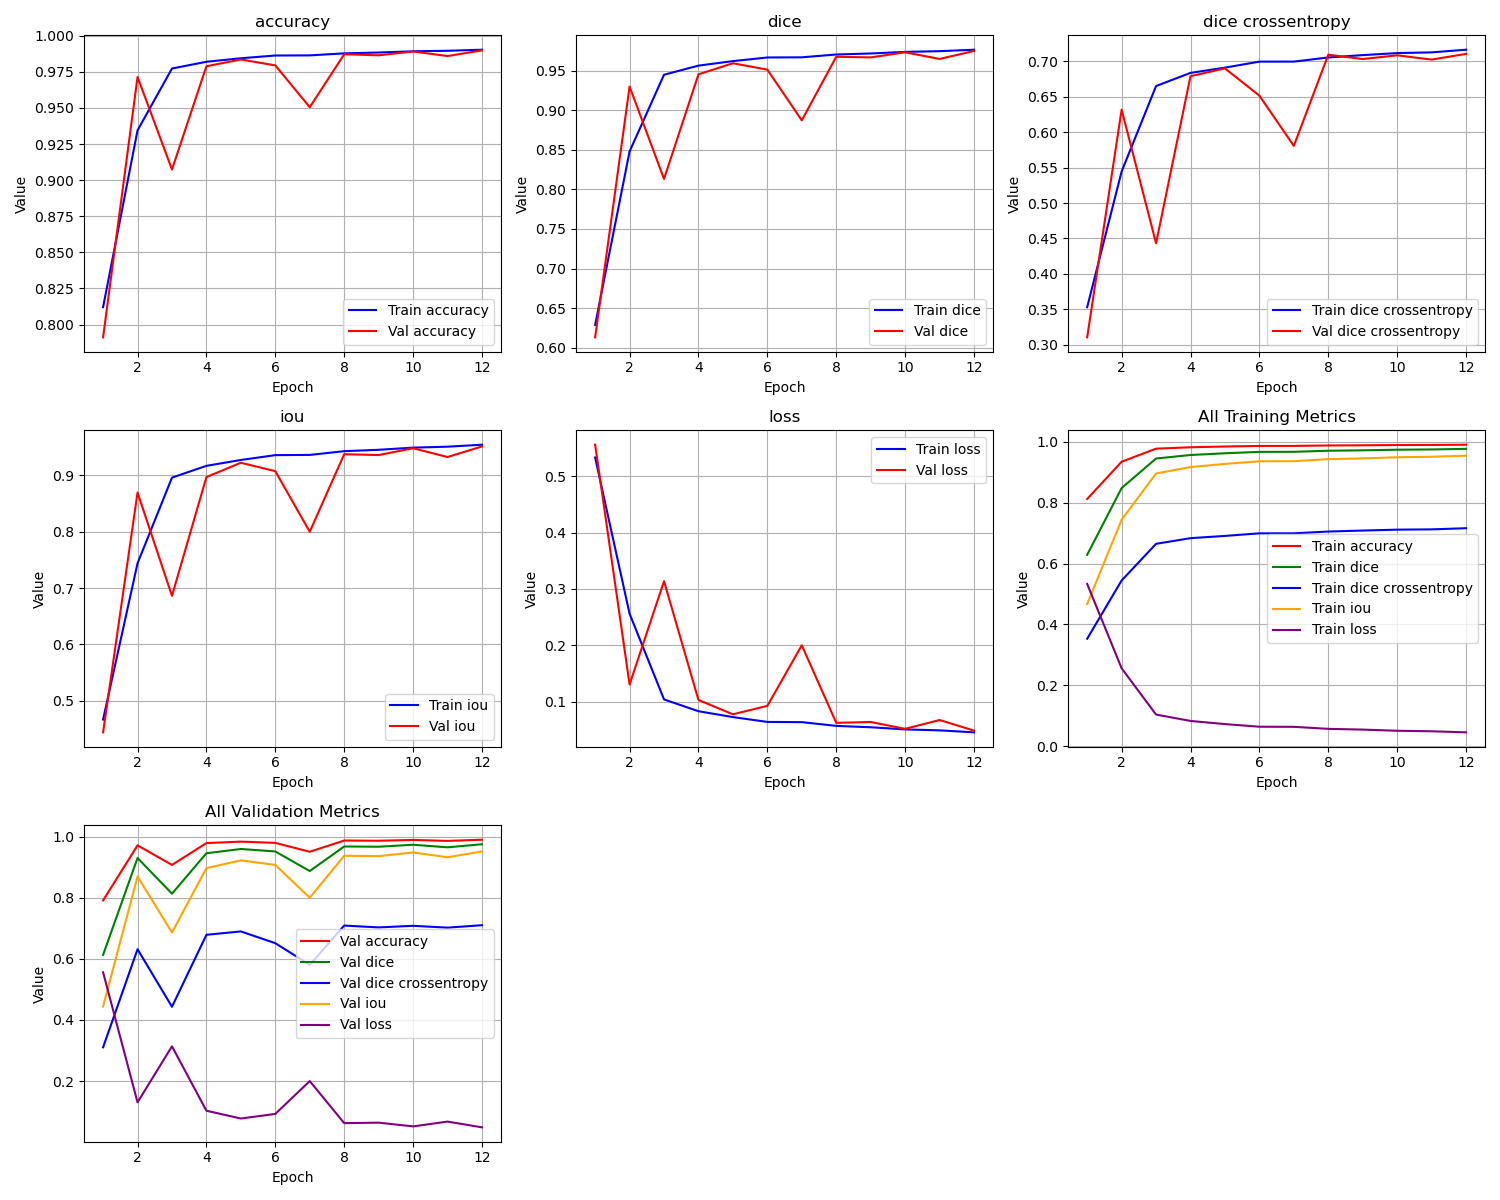 accuracy
1.000
0.975
0.950
0.925
0.900
0.875
0.850
0.825
0.800
Value
2 4 6 8 10 12
Epoch
Train accuracy
Val accuracy
dice
0.95
0.90
0.85
0.80
0.75
0.70
0.65
0.60
Value
2 4 6 8 10 12
Epoch
Train dice
Val dice
dice crossentropy
0.70
0.65
0.60
0.55
0.50
0.45
0.40
0.35
0.30
Value
2 4 6 8 10 12
Epoch
Train dice crossentropy
Val dice crossentropy
iou
0.9
0.8
0.7
0.6
0.5
Value
2 4 6 8 10 12
Epoch
Train iou
Val iou
loss
0.5
0.4
0.3
0.2
0.1
Value
2 4 6 8 10 12
Epoch
Train loss
Val loss
All Training Metrics
1.0
0.8
0.6
0.4
0.2
0.0
Value
2 4 6 8 10 12
Epoch
Train accuracy
Train dice
Train dice crossentropy
Train iou
Train loss
All Validation Metrics
1.0
0.8
0.6
0.4
0.2
Value
2 4 6 8 10 12
Epoch
Val accuracy
Val dice
Val dice crossentropy
Val iou
Val loss